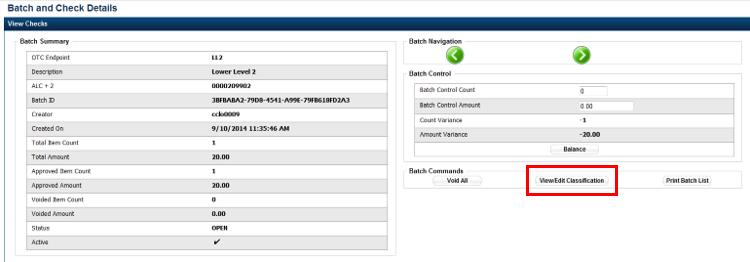 Batch and Check Details
View Checks
Batch Summary
OTC Endpoint LL2
Description Lower Level 2
ALC + 2 0000209902
Batch ID 3BFBABA2-79D8-4541-A99E-79FB618FD2A3
Creator cclo0009
Created On 9/10/2014 11:35:46 AM
Total Item Count 1
Total Amount 20.00
Approved Item Count 1
Approved Amount 20.00
Voided Item Count 0
Voided Amount 0.00
Status OPEN
Active ✔
Batch Navigation
Batch Control
Batch Control Count 0
Batch Control Amount 0.00
Count Variance -1
Amount Variance -20.00
Balance
Batch Commands
Void All View/Edit Classification Print Batch List